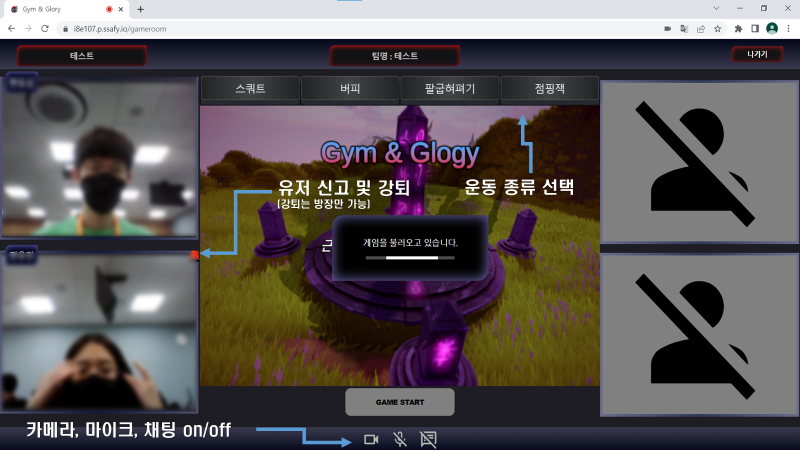 Gym & Glory
i8e107.p.ssafy.io/gameroom
테스트
팀명 : 테스트
나가기
스쿼트
버피
팔굽혀펴기
점핑잭
Gym & Glogy
유저 신고 및 강퇴
(강퇴는 방장만 가능)
운동 종류 선택
게임을 불러오고 있습니다.
GAME START
카메라, 마이크, 채팅 on/off